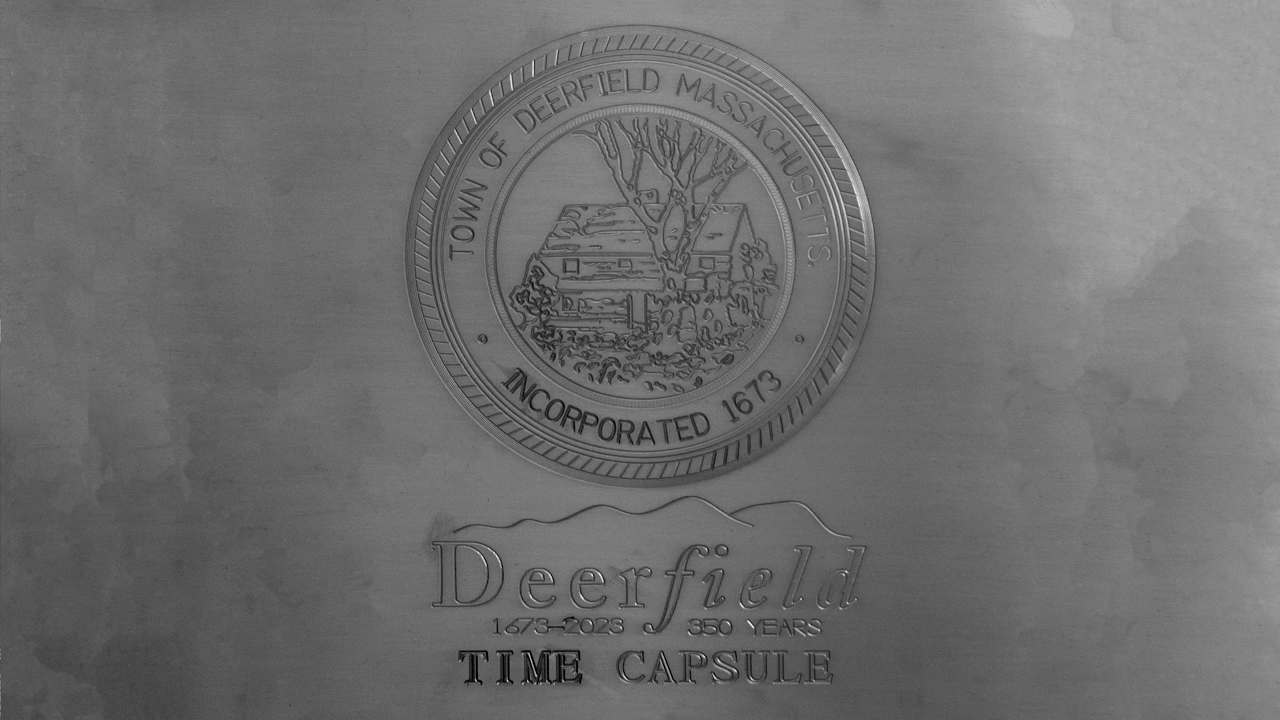 TOWN OF DEERFIELD MASSACHUSETTS.
INCORPORATED 1673
Deerfield
1673-2023 350 YEARS
TIME CAPSULE